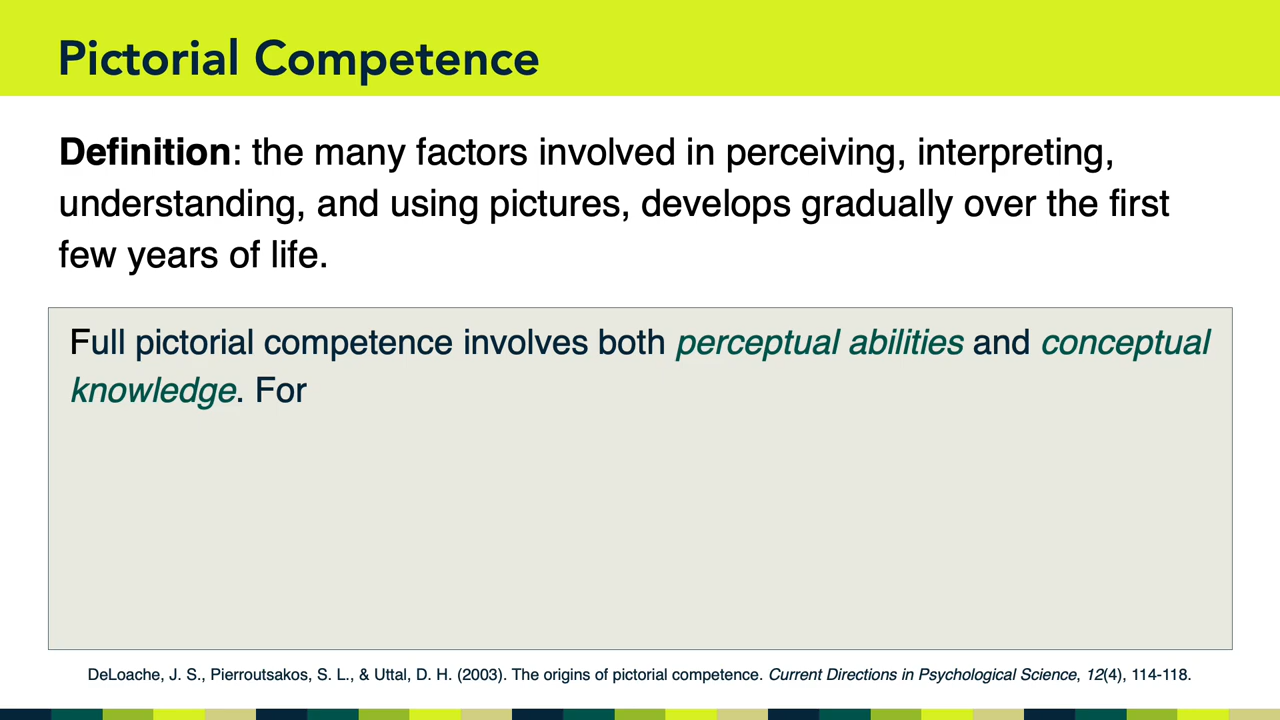 Pictorial Competence
Definition: the many factors involved in perceiving, interpreting,
understanding, and using pictures, develops gradually over the first
few years of life.
Full pictorial competence involves both perceptual abilities and conceptual
knowledge. For
DeLoache, J. S., Pierroutsakos, S. L., & Uttal, D. H. (2003). The origins of pictorial competence. Current Directions in Psychological Science, 12(4), 114-118.